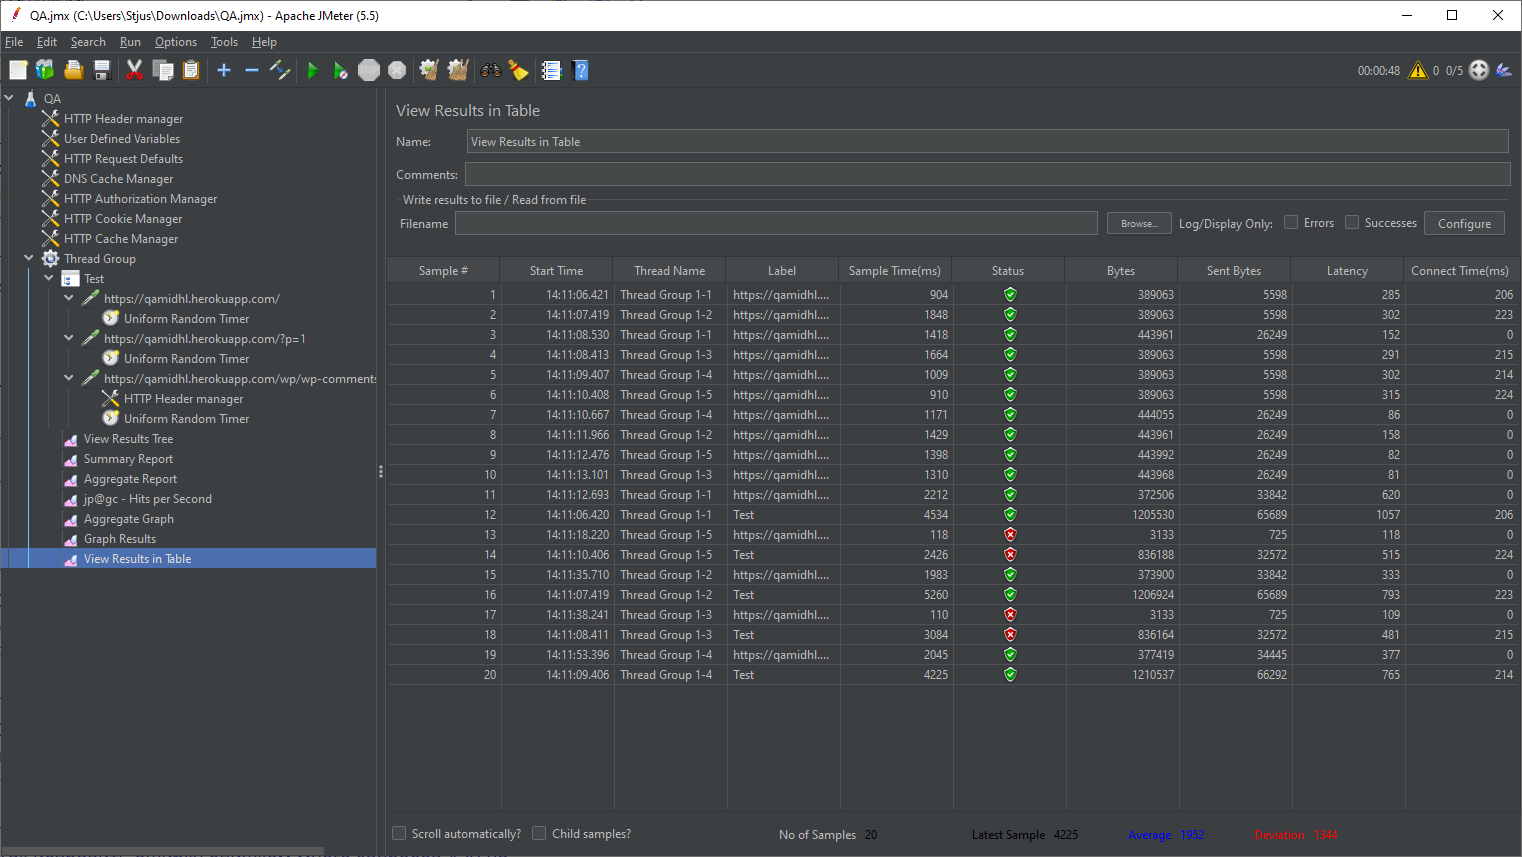 QA.jmx (C:\Users\Stjus\Downloads\QA.jmx) - Apache JMeter (5.5)
File Edit Search Run Options Tools Help
00:00:48 0 0/5
QA
HTTP Header manager
User Defined Variables
HTTP Request Defaults
DNS Cache Manager
HTTP Authorization Manager
HTTP Cookie Manager
HTTP Cache Manager
Thread Group
Test
https://qamidhl.herokuapp.com/
Uniform Random Timer
https://qamidhl.herokuapp.com/?p=1
Uniform Random Timer
https://qamidhl.herokuapp.com/wp/wp-comments
HTTP Header manager
Uniform Random Timer
View Results Tree
Summary Report
Aggregate Report
jp@gc - Hits per Second
Aggregate Graph
Graph Results
View Results in Table
View Results in Table
Name: View Results in Table
Comments:
Write results to file / Read from file
Filename Browse... Log/Display Only: Errors Successes Configure
Sample # Start Time Thread Name Label Sample Time(ms) Status Bytes Sent Bytes Latency Connect Time(ms)
1 14:11:06.421 Thread Group 1-1 https://qamidhl.... 904 389063 5598 285 206
2 14:11:07.419 Thread Group 1-2 https://qamidhl.... 1848 389063 5598 302 223
3 14:11:08.530 Thread Group 1-1 https://qamidhl.... 1418 443961 26249 152 0
4 14:11:08.413 Thread Group 1-3 https://qamidhl.... 1664 389063 5598 291 215
5 14:11:09.407 Thread Group 1-4 https://qamidhl.... 1009 389063 5598 302 214
6 14:11:10.408 Thread Group 1-5 https://qamidhl.... 910 389063 5598 315 224
7 14:11:10.667 Thread Group 1-4 https://qamidhl.... 1171 444055 26249 86 0
8 14:11:11.966 Thread Group 1-2 https://qamidhl.... 1429 443961 26249 158 0
9 14:11:12.476 Thread Group 1-5 https://qamidhl.... 1398 443992 26249 82 0
10 14:11:13.101 Thread Group 1-3 https://qamidhl.... 1310 443968 26249 81 0
11 14:11:12.693 Thread Group 1-1 https://qamidhl.... 2212 372506 33842 620 0
12 14:11:06.420 Thread Group 1-1 Test 4534 1205530 65689 1057 206
13 14:11:18.220 Thread Group 1-5 https://qamidhl.... 118 3133 725 118 0
14 14:11:10.406 Thread Group 1-5 Test 2426 836188 32572 515 224
15 14:11:35.710 Thread Group 1-2 https://qamidhl.... 1983 373900 33842 333 0
16 14:11:07.419 Thread Group 1-2 Test 5260 1206924 65689 793 223
17 14:11:38.241 Thread Group 1-3 https://qamidhl.... 110 3133 725 109 0
18 14:11:08.411 Thread Group 1-3 Test 3084 836164 32572 481 215
19 14:11:53.396 Thread Group 1-4 https://qamidhl.... 2045 377419 34445 377 0
20 14:11:09.406 Thread Group 1-4 Test 4225 1210537 66292 765 214
Scroll automatically? Child samples? No of Samples 20 Latest Sample 4225 Average 1952 Deviation 1344